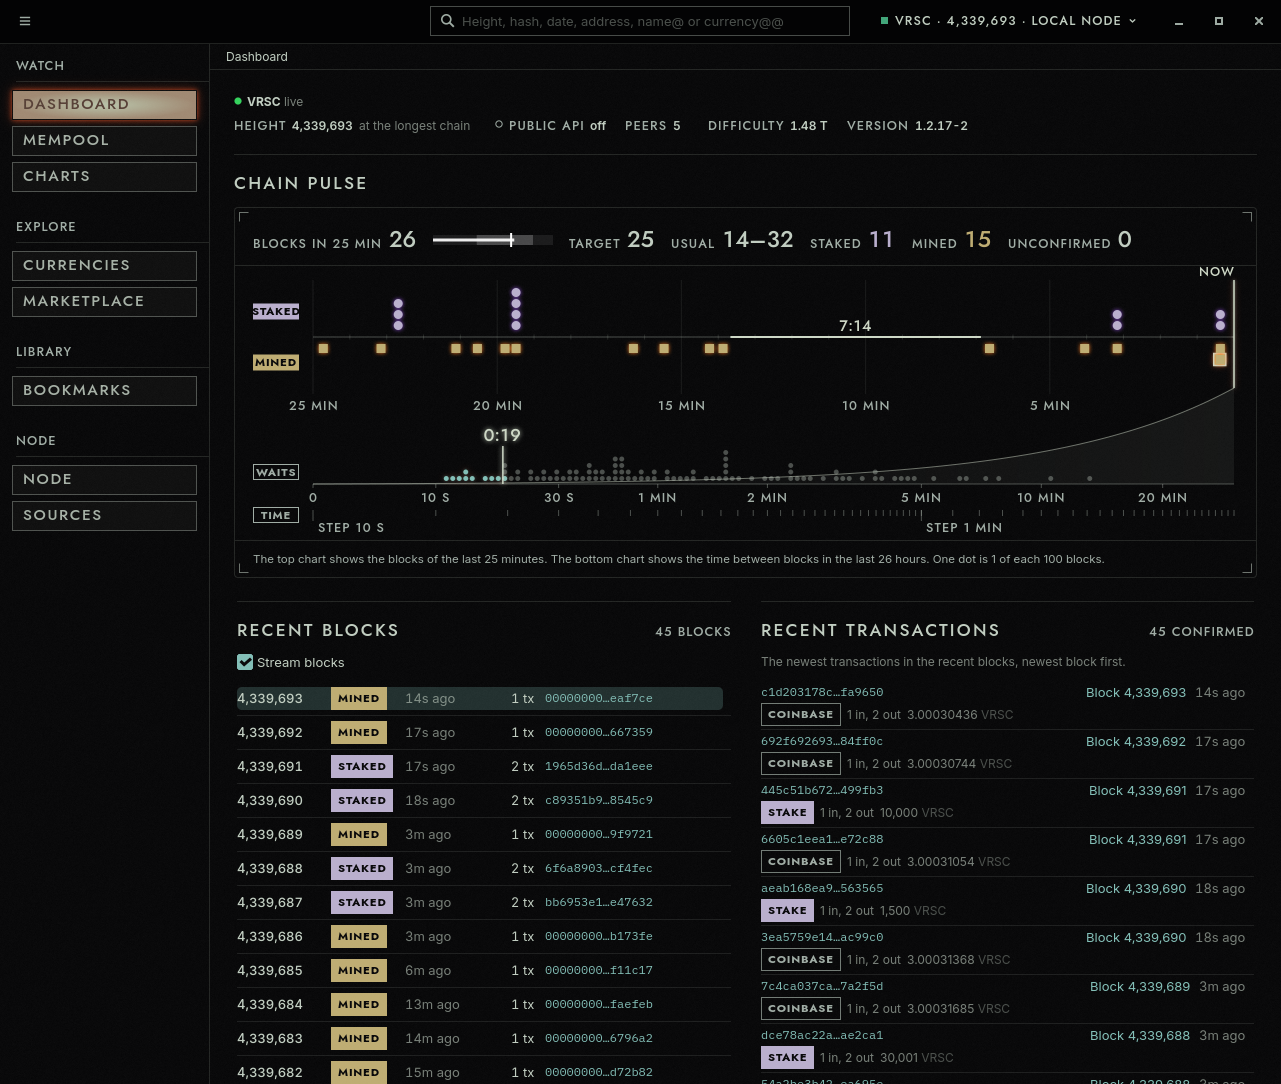 Height, hash, date, address, name@ or currency@@
VRSC · 4,339,693 · LOCAL NODE
WATCH
DASHBOARD
MEMPOOL
CHARTS
EXPLORE
CURRENCIES
MARKETPLACE
LIBRARY
BOOKMARKS
NODE
NODE
SOURCES
Dashboard
VRSC live
HEIGHT 4,339,693 at the longest chain PUBLIC API off PEERS 5 DIFFICULTY 1.48 T VERSION 1.2.17-2
CHAIN PULSE
BLOCKS IN 25 MIN 26 TARGET 25 USUAL 14–32 STAKED 11 MINED 15 UNCONFIRMED 0
NOW
STAKED
7:14
MINED
25 MIN 20 MIN 15 MIN 10 MIN 5 MIN
0:19
WAITS
0 10 S 30 S 1 MIN 2 MIN 5 MIN 10 MIN 20 MIN
TIME
STEP 10 S STEP 1 MIN
The top chart shows the blocks of the last 25 minutes. The bottom chart shows the time between blocks in the last 26 hours. One dot is 1 of each 100 blocks.
RECENT BLOCKS 45 BLOCKS
Stream blocks
4,339,693 MINED 14s ago 1 tx 00000000…eaf7ce
4,339,692 MINED 17s ago 1 tx 00000000…667359
4,339,691 STAKED 17s ago 2 tx 1965d36d…da1eee
4,339,690 STAKED 18s ago 2 tx c89351b9…8545c9
4,339,689 MINED 3m ago 1 tx 00000000…9f9721
4,339,688 STAKED 3m ago 2 tx 6f6a8903…cf4fec
4,339,687 STAKED 3m ago 2 tx bb6953e1…e47632
4,339,686 MINED 3m ago 1 tx 00000000…b173fe
4,339,685 MINED 6m ago 1 tx 00000000…f11c17
4,339,684 MINED 13m ago 1 tx 00000000…faefeb
4,339,683 MINED 14m ago 1 tx 00000000…6796a2
4,339,682 MINED 15m ago 1 tx 00000000…d72b82
RECENT TRANSACTIONS 45 CONFIRMED
The newest transactions in the recent blocks, newest block first.
c1d203178c…fa9650 Block 4,339,693 14s ago
COINBASE 1 in, 2 out 3.00030436 VRSC
692f692693…84ff0c Block 4,339,692 17s ago
COINBASE 1 in, 2 out 3.00030744 VRSC
445c51b672…499fb3 Block 4,339,691 17s ago
STAKE 1 in, 2 out 10,000 VRSC
6605c1eea1…e72c88 Block 4,339,691 17s ago
COINBASE 1 in, 2 out 3.00031054 VRSC
aeab168ea9…563565 Block 4,339,690 18s ago
STAKE 1 in, 2 out 1,500 VRSC
3ea5759e14…ac99c0 Block 4,339,690 18s ago
COINBASE 1 in, 2 out 3.00031368 VRSC
7c4ca037ca…7a2f5d Block 4,339,689 3m ago
COINBASE 1 in, 2 out 3.00031685 VRSC
dce78ac22a…ae2ca1 Block 4,339,688 3m ago
STAKE 1 in, 2 out 30,001 VRSC